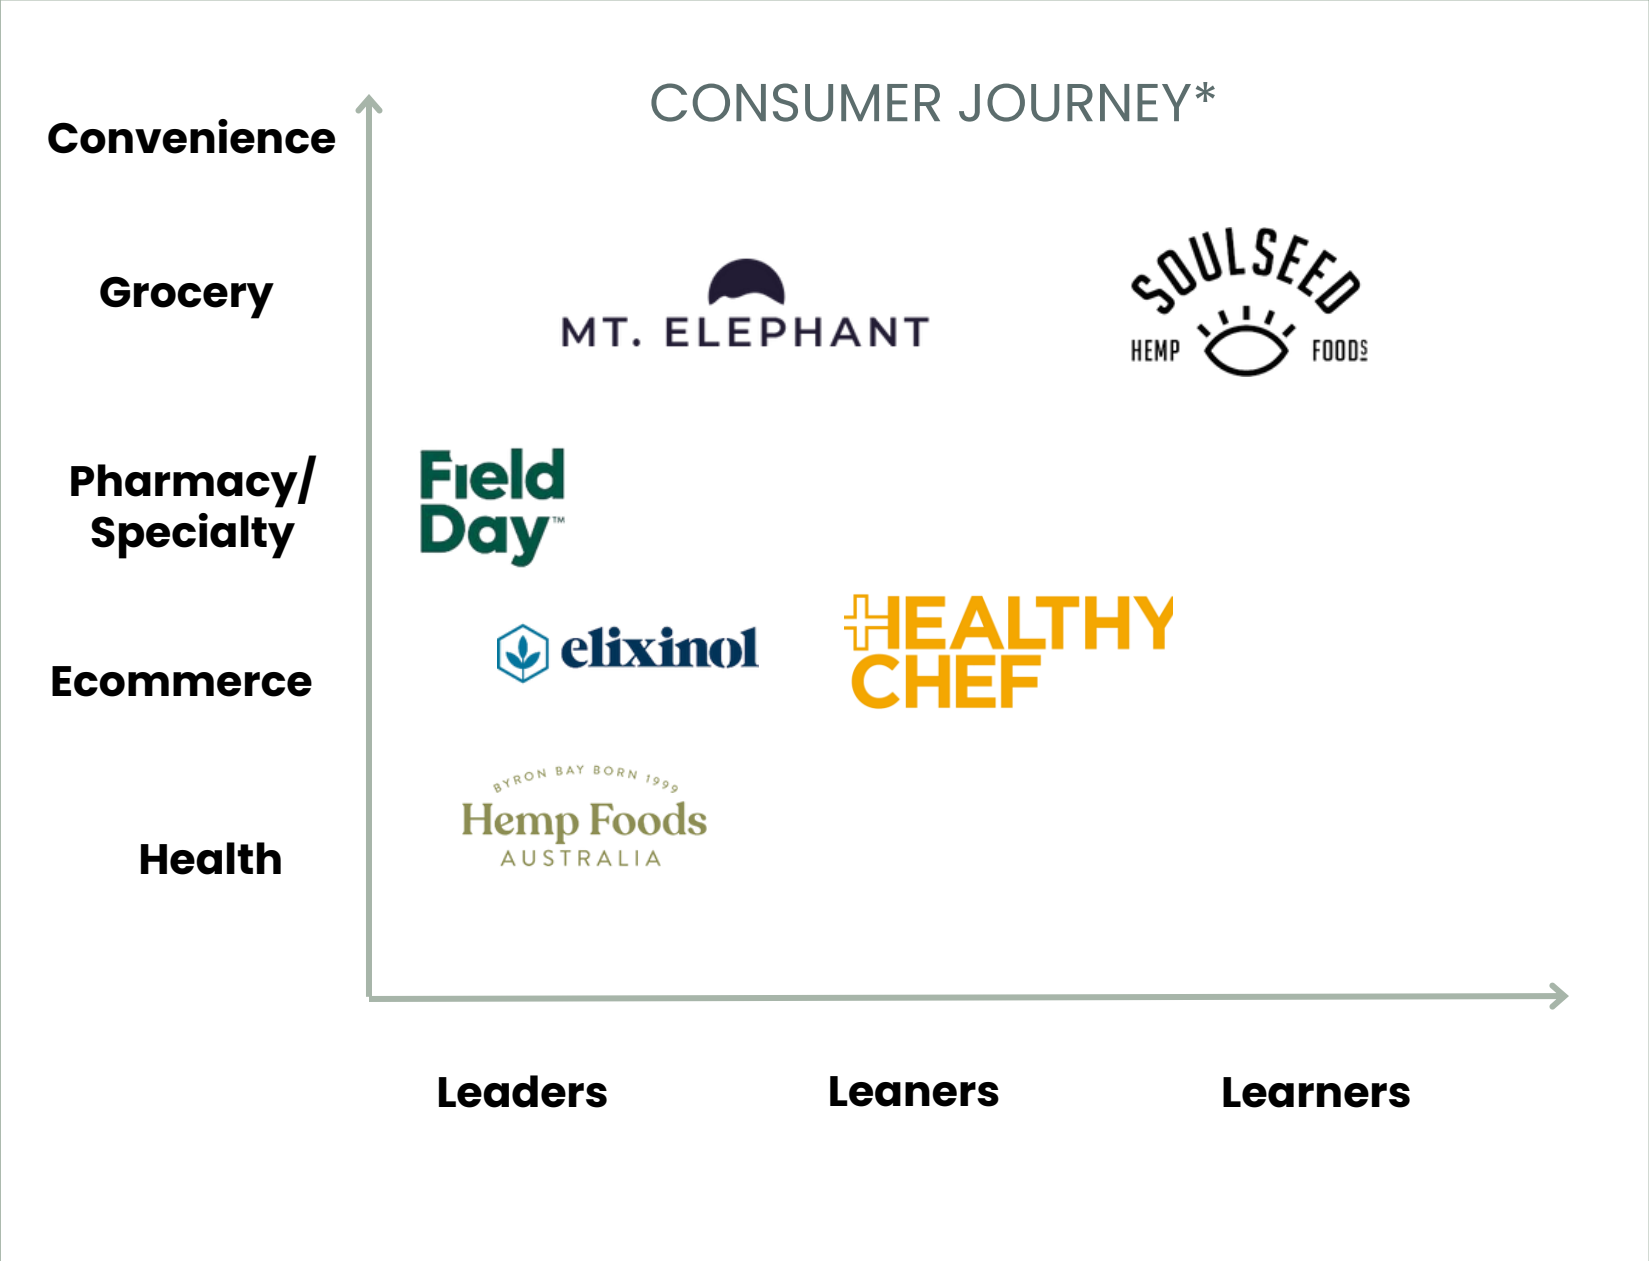 CONSUMER JOURNEY*
Convenience
Grocery
MT. ELEPHANT
SOULSEED
HEMP FOODS
Pharmacy/
Specialty
Field
Day™
Ecommerce
elixinol
HEALTHY
CHEF
Health
BYRON BAY BORN 1999
Hemp Foods
AUSTRALIA
Leaders
Leaners
Learners